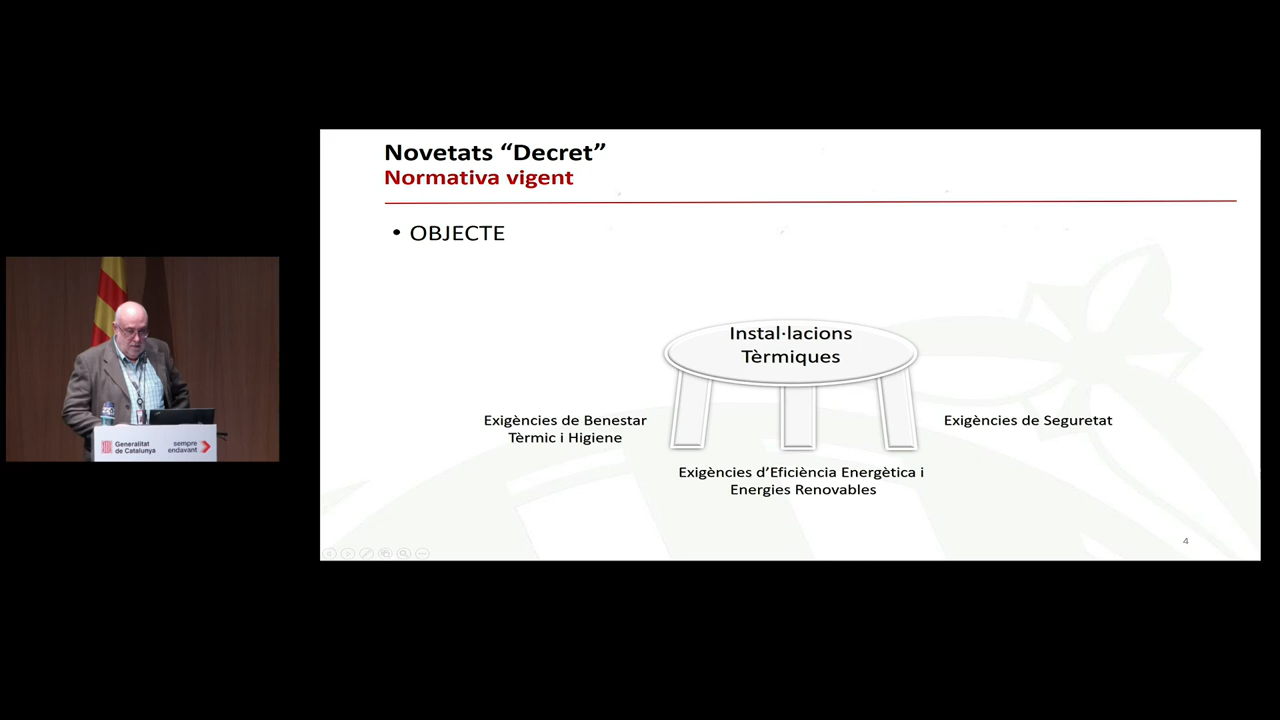 Novetats “Decret”
Normativa vigent
• OBJECTE
Instal·lacions
Tèrmiques
Exigències de Benestar
Tèrmic i Higiene
Exigències de Seguretat
Exigències d’Eficiència Energètica i
Energies Renovables
4
Generalitat
de Catalunya
sempre
endavant